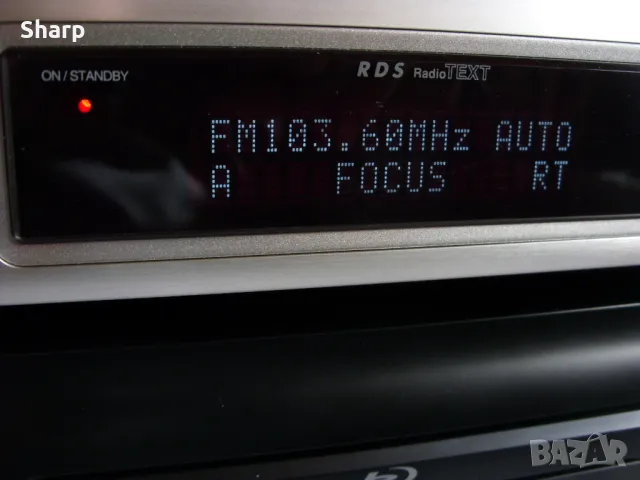 Sharp
RDS RadioTEXT
ON/STANDBY
FM103.60MHz AUTO
A FOCUS RT
BAZAR